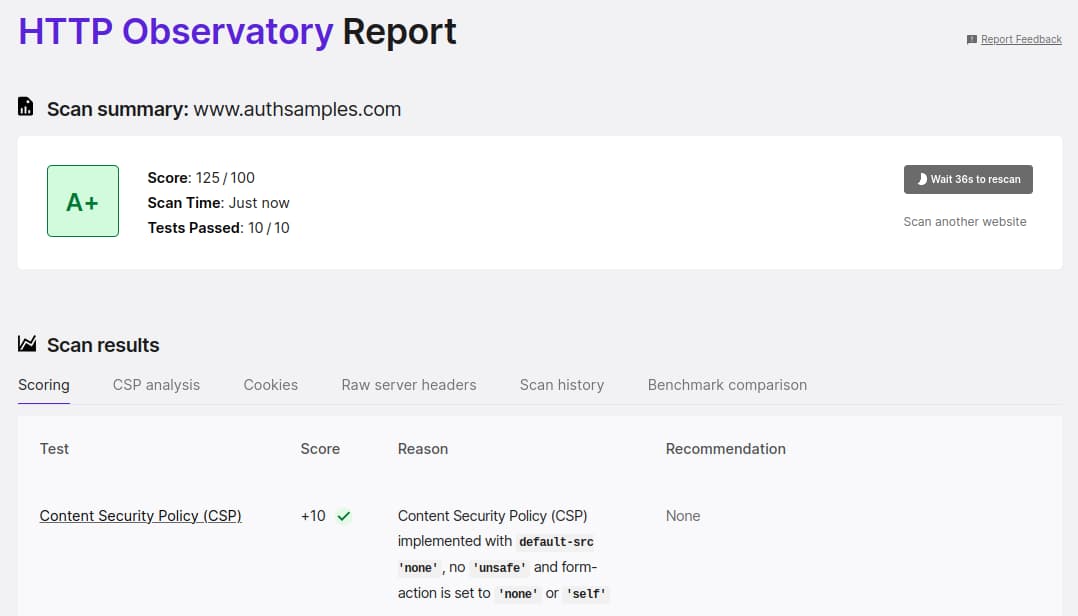 HTTP Observatory Report
Report Feedback
Scan summary: www.authsamples.com
A+
Score: 125 / 100
Scan Time: Just now
Tests Passed: 10 / 10
Wait 36s to rescan
Scan another website
Scan results
Scoring CSP analysis Cookies Raw server headers Scan history Benchmark comparison
Test Score Reason Recommendation
Content Security Policy (CSP) +10 Content Security Policy (CSP) None
implemented with default-src
'none', no 'unsafe' and form-
action is set to 'none' or 'self'